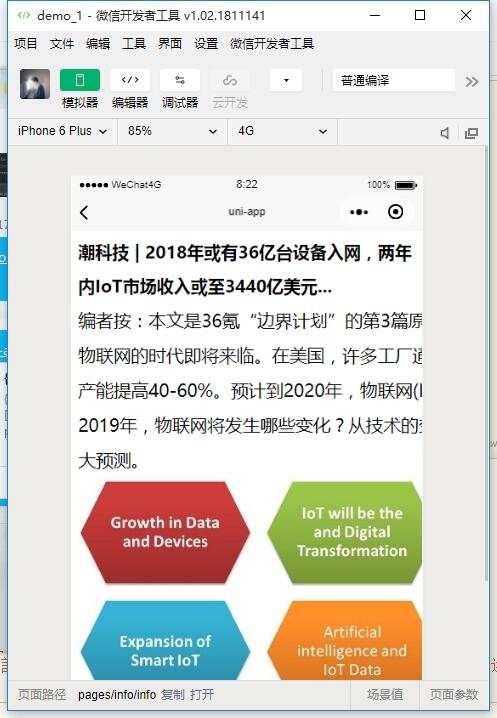 demo_1 - 微信开发者工具 v1.02.1811141
项目 文件 编辑 工具 界面 设置 微信开发者工具
普通编译
模拟器 编辑器 调试器 云开发
iPhone 6 Plus 85% 4G
WeChat4G 8:22 100%
uni-app
潮科技 | 2018年或有36亿台设备入网，两年
内IoT市场收入或至3440亿美元...
编者按：本文是36氪“边界计划”的第3篇原
物联网的时代即将来临。在美国，许多工厂
产能提高40-60%。预计到2020年，物联网(
2019年，物联网将发生哪些变化？从技术的
大预测。
Growth in Data
and Devices
IoT will be the
and Digital
Transformation
Expansion of
Smart IoT
Artificial
intelligence and
IoT Data
页面路径 pages/info/info 复制 打开 场景值 页面参数